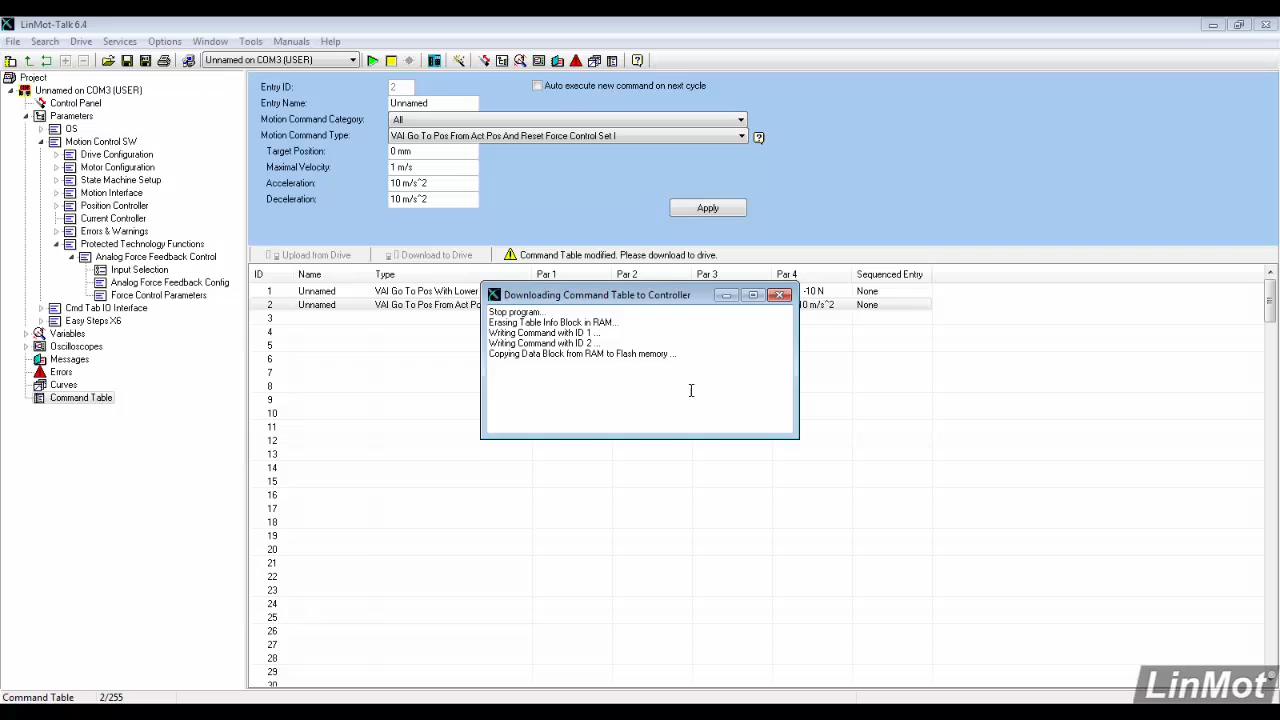 LinMot-Talk 6.4
File Search Drive Services Options Window Tools Manuals Help
Unnamed on COM3 (USER)
Project
Unnamed on COM3 (USER)
Control Panel
Parameters
OS
Motion Control SW
Drive Configuration
Motor Configuration
State Machine Setup
Motion Interface
Position Controller
Current Controller
Errors & Warnings
Protected Technology Functions
Analog Force Feedback Control
Input Selection
Analog Force Feedback Config
Force Control Parameters
Cmd Tab IO Interface
Easy Steps X6
Variables
Oscilloscopes
Messages
Errors
Curves
Command Table
Entry ID: 2
Auto execute new command on next cycle
Entry Name: Unnamed
Motion Command Category: All
Motion Command Type: VAI Go To Pos From Act Pos And Reset Force Control Set I
Target Position: 0 mm
Maximal Velocity: 1 m/s
Acceleration: 10 m/s^2
Deceleration: 10 m/s^2
Apply
Upload from Drive
Download to Drive
Command Table modified. Please download to drive.
ID Name Type Par 1 Par 2 Par 3 Par 4 Sequenced Entry
1 Unnamed VAI Go To Pos With Lower -10 N None
2 Unnamed VAI Go To Pos From Act Po 0 m/s^2 None
3
4
5
6
7
8
9
10
11
12
13
14
15
16
17
18
19
20
21
22
23
24
25
26
27
28
29
30
Downloading Command Table to Controller
Stop program...
Erasing Table Info Block in RAM...
Writing Command with ID 1 ...
Writing Command with ID 2 ...
Copying Data Block from RAM to Flash memory ...
Command Table 2/255
LinMot